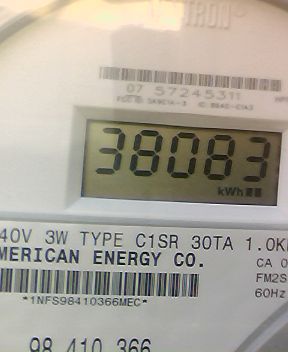 TRON
07 57245311
38083
kWh
40V 3W TYPE C1SR 30TA 1.0K
MERICAN ENERGY CO.
CA 0
FM2S
60Hz
*1NFS98410366MEC*
98 410 366